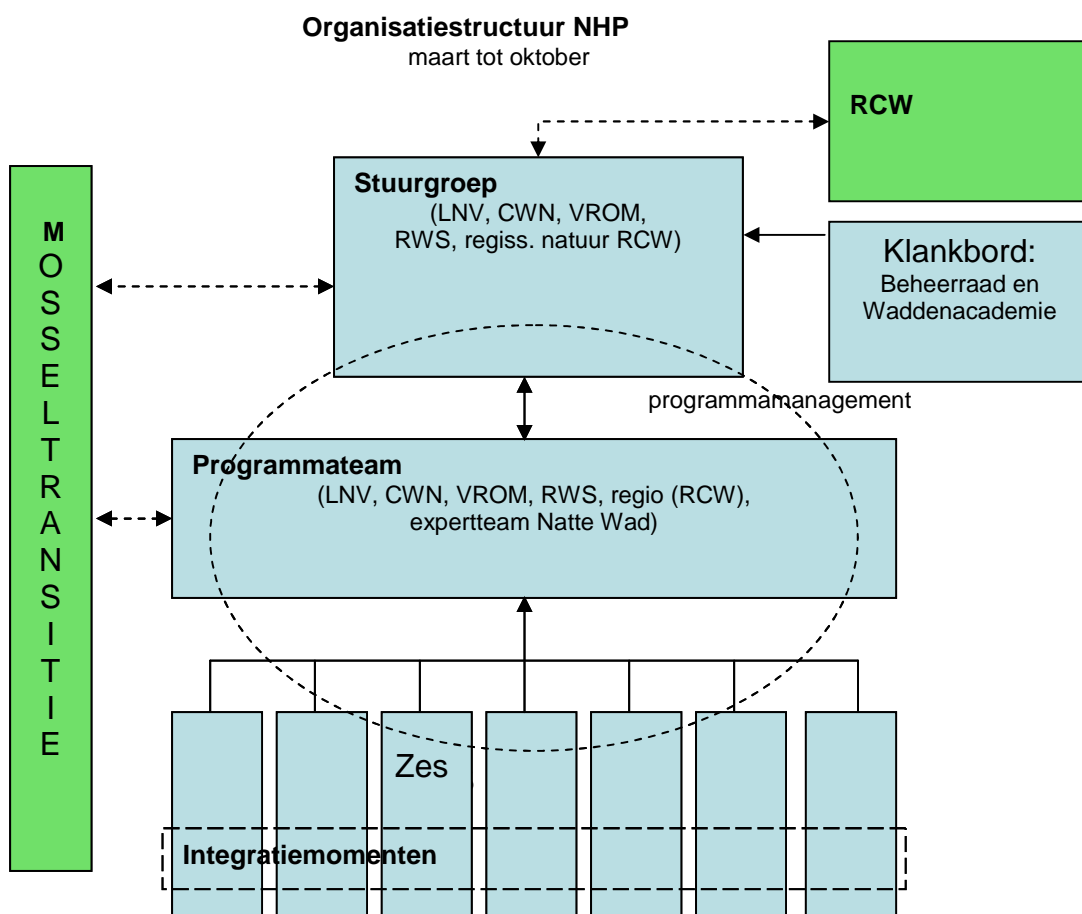 Organisatiestructuur NHP
maart tot oktober
RCW
Stuurgroep
(LNV, CWN, VROM,
RWS, regiss. natuur RCW)
Klankbord:
Beheerraad en
Waddenacademie
MOSSELTRANSITIE
programmamanagement
Programmateam
(LNV, CWN, VROM, RWS, regio (RCW),
expertteam Natte Wad)
Zes
Integratiemomenten